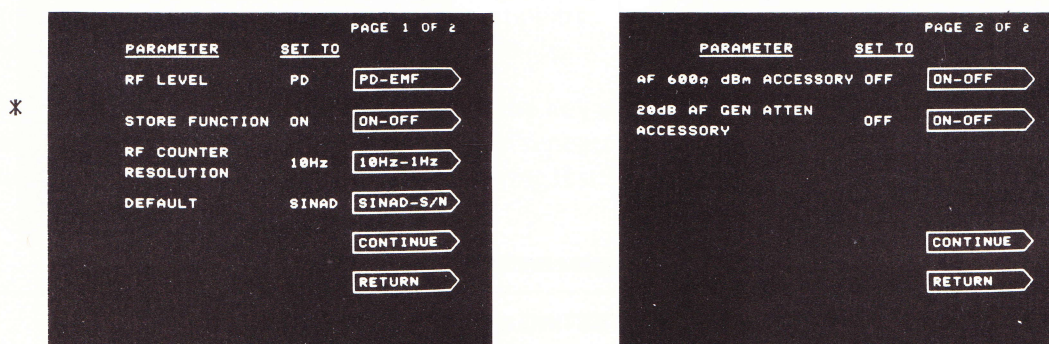 PAGE 1 OF 2
PARAMETER SET TO
RF LEVEL PD PD-EMF
*
STORE FUNCTION ON ON-OFF
RF COUNTER
RESOLUTION 10Hz 10Hz-1Hz
DEFAULT SINAD SINAD-S/N
CONTINUE
RETURN
PAGE 2 OF 2
PARAMETER SET TO
AF 600Ω dBm ACCESSORY OFF ON-OFF
20dB AF GEN ATTEN
ACCESSORY OFF ON-OFF
CONTINUE
RETURN